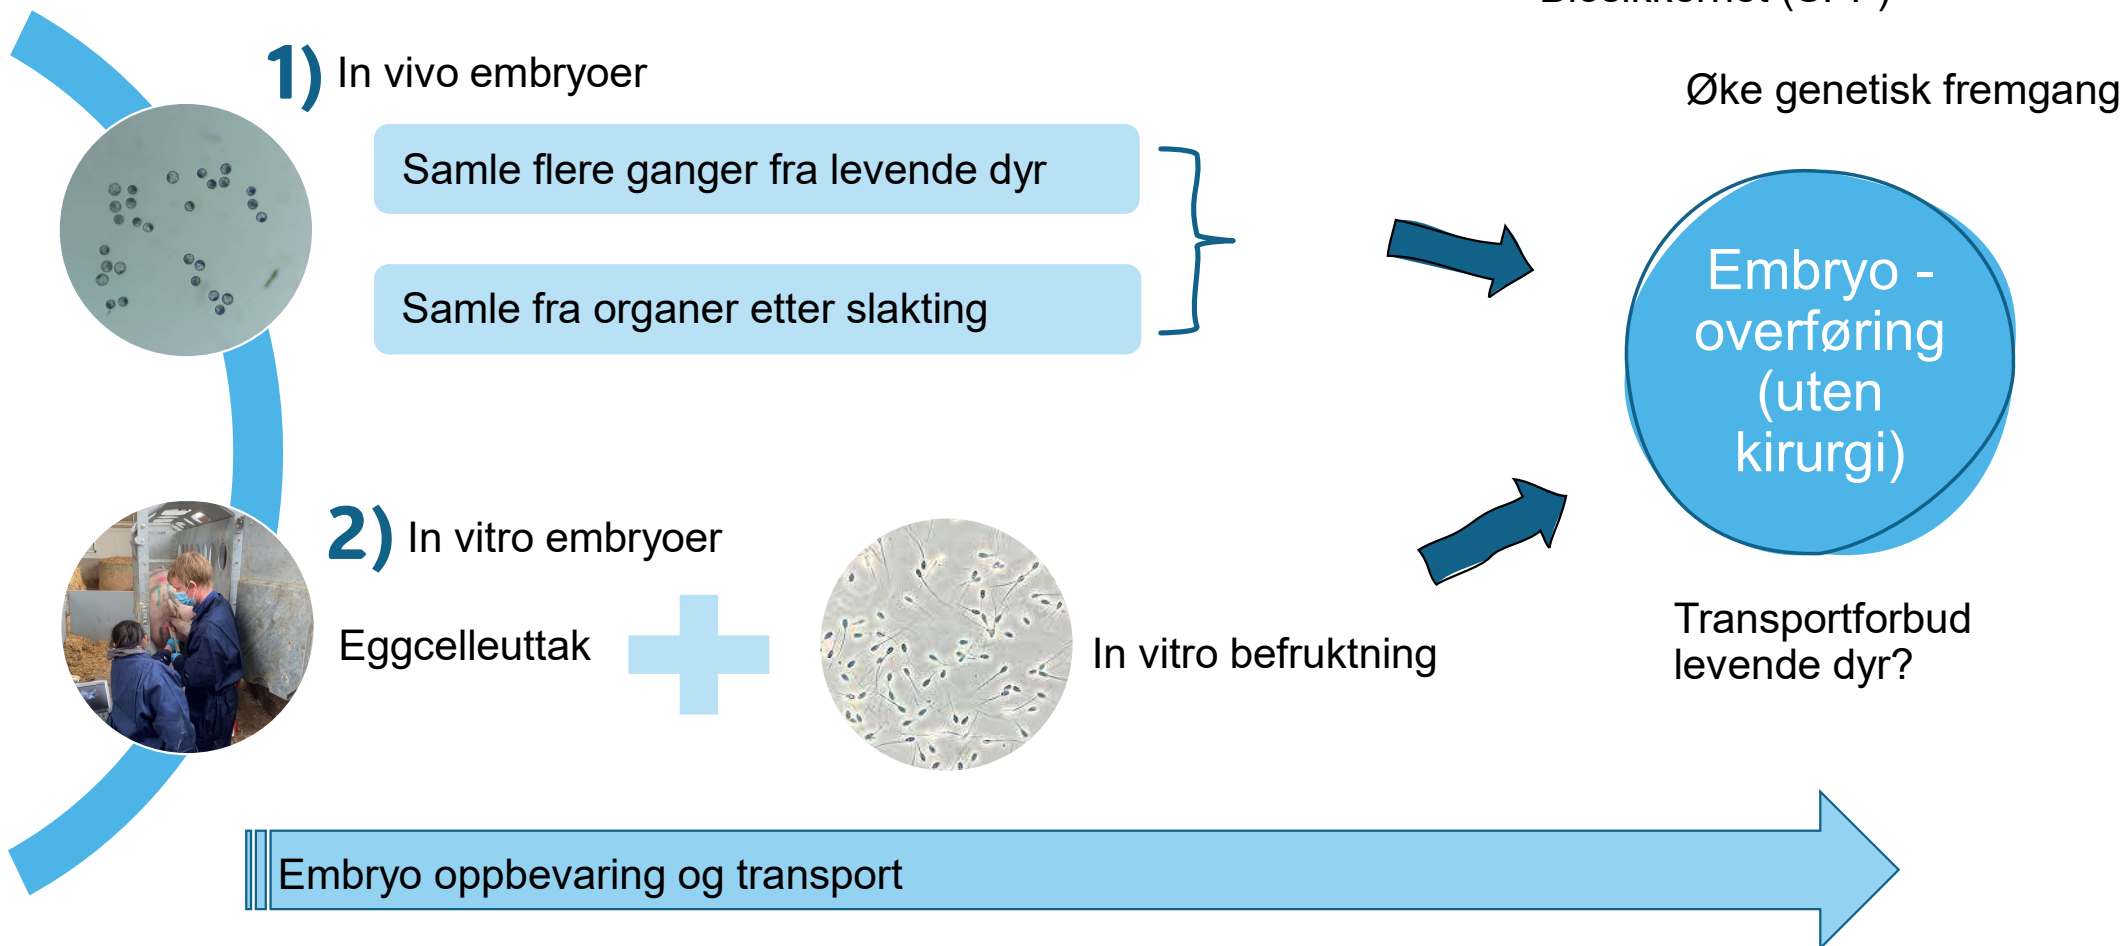 1) In vivo embryoer
Samle flere ganger fra levende dyr
Samle fra organer etter slakting
Øke genetisk fremgang
Embryo -
overføring
(uten
kirurgi)
2) In vitro embryoer
Eggcelleuttak
In vitro befruktning
Transportforbud
levende dyr?
Embryo oppbevaring og transport